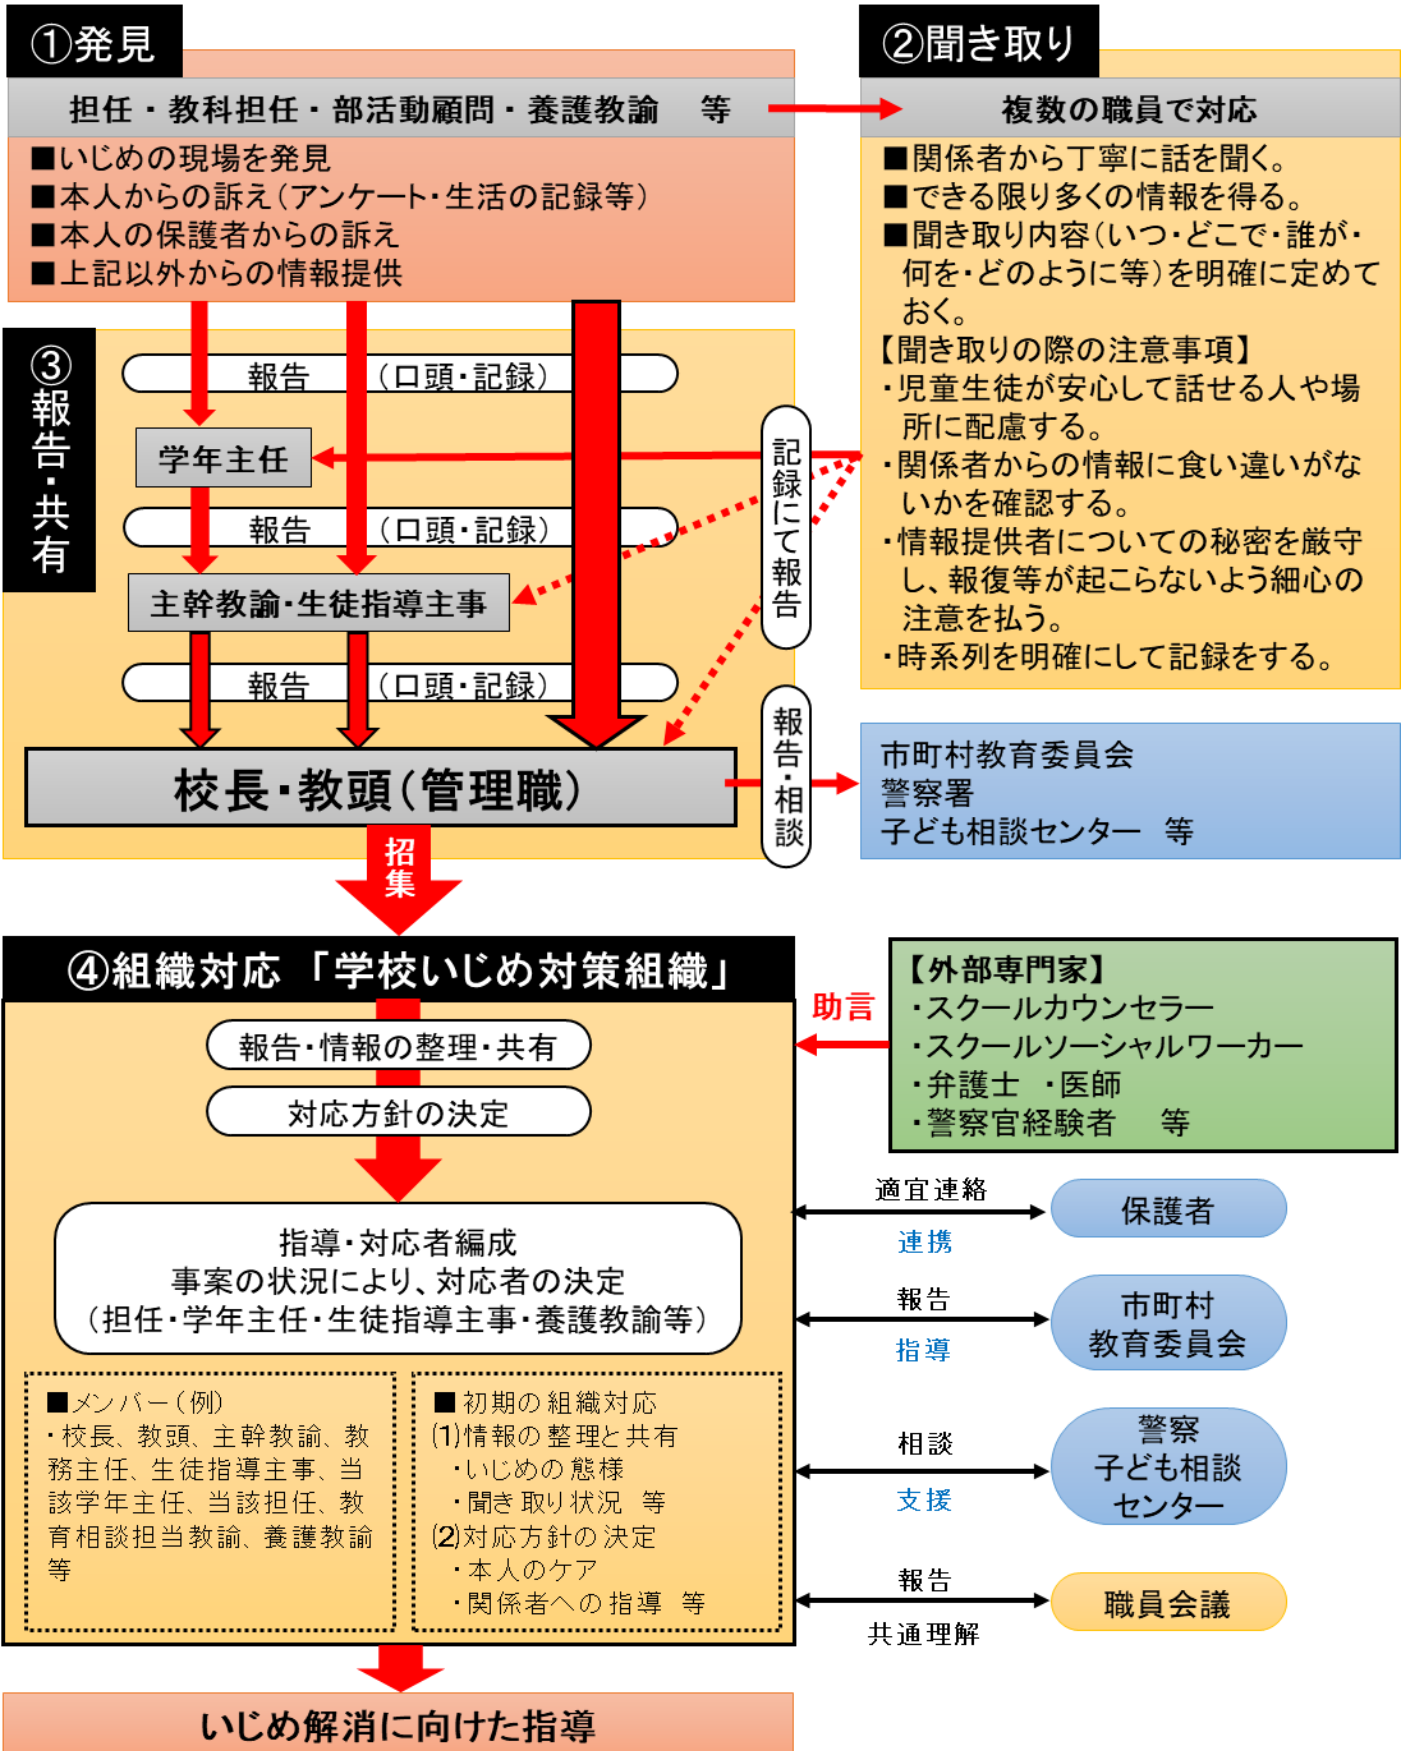 ①発見
担任・教科担任・部活動顧問・養護教諭　等
■いじめの現場を発見
■本人からの訴え（アンケート・生活の記録等）
■本人の保護者からの訴え
■上記以外からの情報提供
②聞き取り
複数の職員で対応
■関係者から丁寧に話を聞く。
■できる限り多くの情報を得る。
■聞き取り内容（いつ・どこで・誰が・
何を・どのように等）を明確に定めて
おく。
【聞き取りの際の注意事項】
・児童生徒が安心して話せる人や場
所に配慮する。
・関係者からの情報に食い違いがな
いかを確認する。
・情報提供者についての秘密を厳守
し、報復等が起こらないよう細心の
注意を払う。
・時系列を明確にして記録をする。
③報告・共有
報告　（口頭・記録）
学年主任
報告　（口頭・記録）
主幹教諭・生徒指導主事
報告　（口頭・記録）
記録にて報告
校長・教頭（管理職）
報告・相談
市町村教育委員会
警察署
子ども相談センター　等
招集
④組織対応 「学校いじめ対策組織」
報告・情報の整理・共有
対応方針の決定
指導・対応者編成
事案の状況により、対応者の決定
（担任・学年主任・生徒指導主事・養護教諭等）
■メンバー（例）
・校長、教頭、主幹教諭、教
務主任、生徒指導主事、当
該学年主任、当該担任、教
育相談担当教諭、養護教諭
等
■初期の組織対応
(1)情報の整理と共有
・いじめの態様
・聞き取り状況　等
(2)対応方針の決定
・本人のケア
・関係者への指導　等
助言
【外部専門家】
・スクールカウンセラー
・スクールソーシャルワーカー
・弁護士　・医師
・警察官経験者　等
適宜連絡
連携
保護者
報告
指導
市町村
教育委員会
相談
支援
警察
子ども相談
センター
報告
共通理解
職員会議
いじめ解消に向けた指導